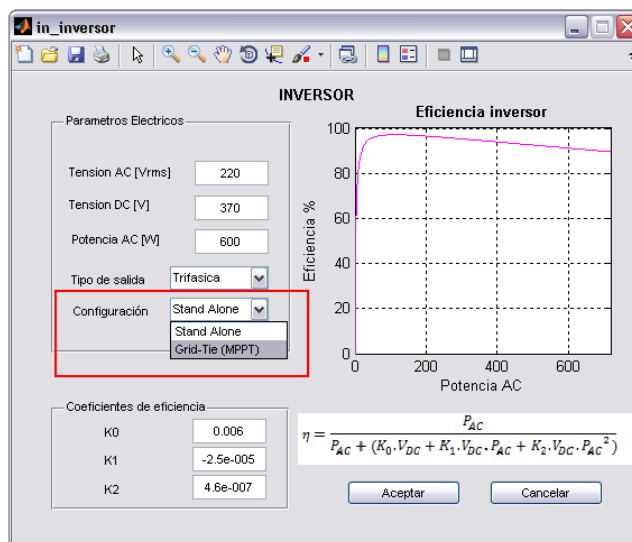 in_inversor
INVERSOR
Parametros Electricos
Tension AC [Vrms] 220
Tension DC [V] 370
Potencia AC [W] 600
Tipo de salida Trifasica
Configuración Stand Alone
Stand Alone
Grid-Tie (MPPT)
Eficiencia inversor
Eficiencia %
100
80
60
40
20
0
0 200 400 600
Potencia AC
Coeficientes de eficiencia
K0 0.006
K1 -2.5e-005
K2 4.6e-007
η = P_AC / (P_AC + (K_0.V_DC + K_1.V_DC.P_AC + K_2.V_DC.P_AC^2))
Aceptar Cancelar